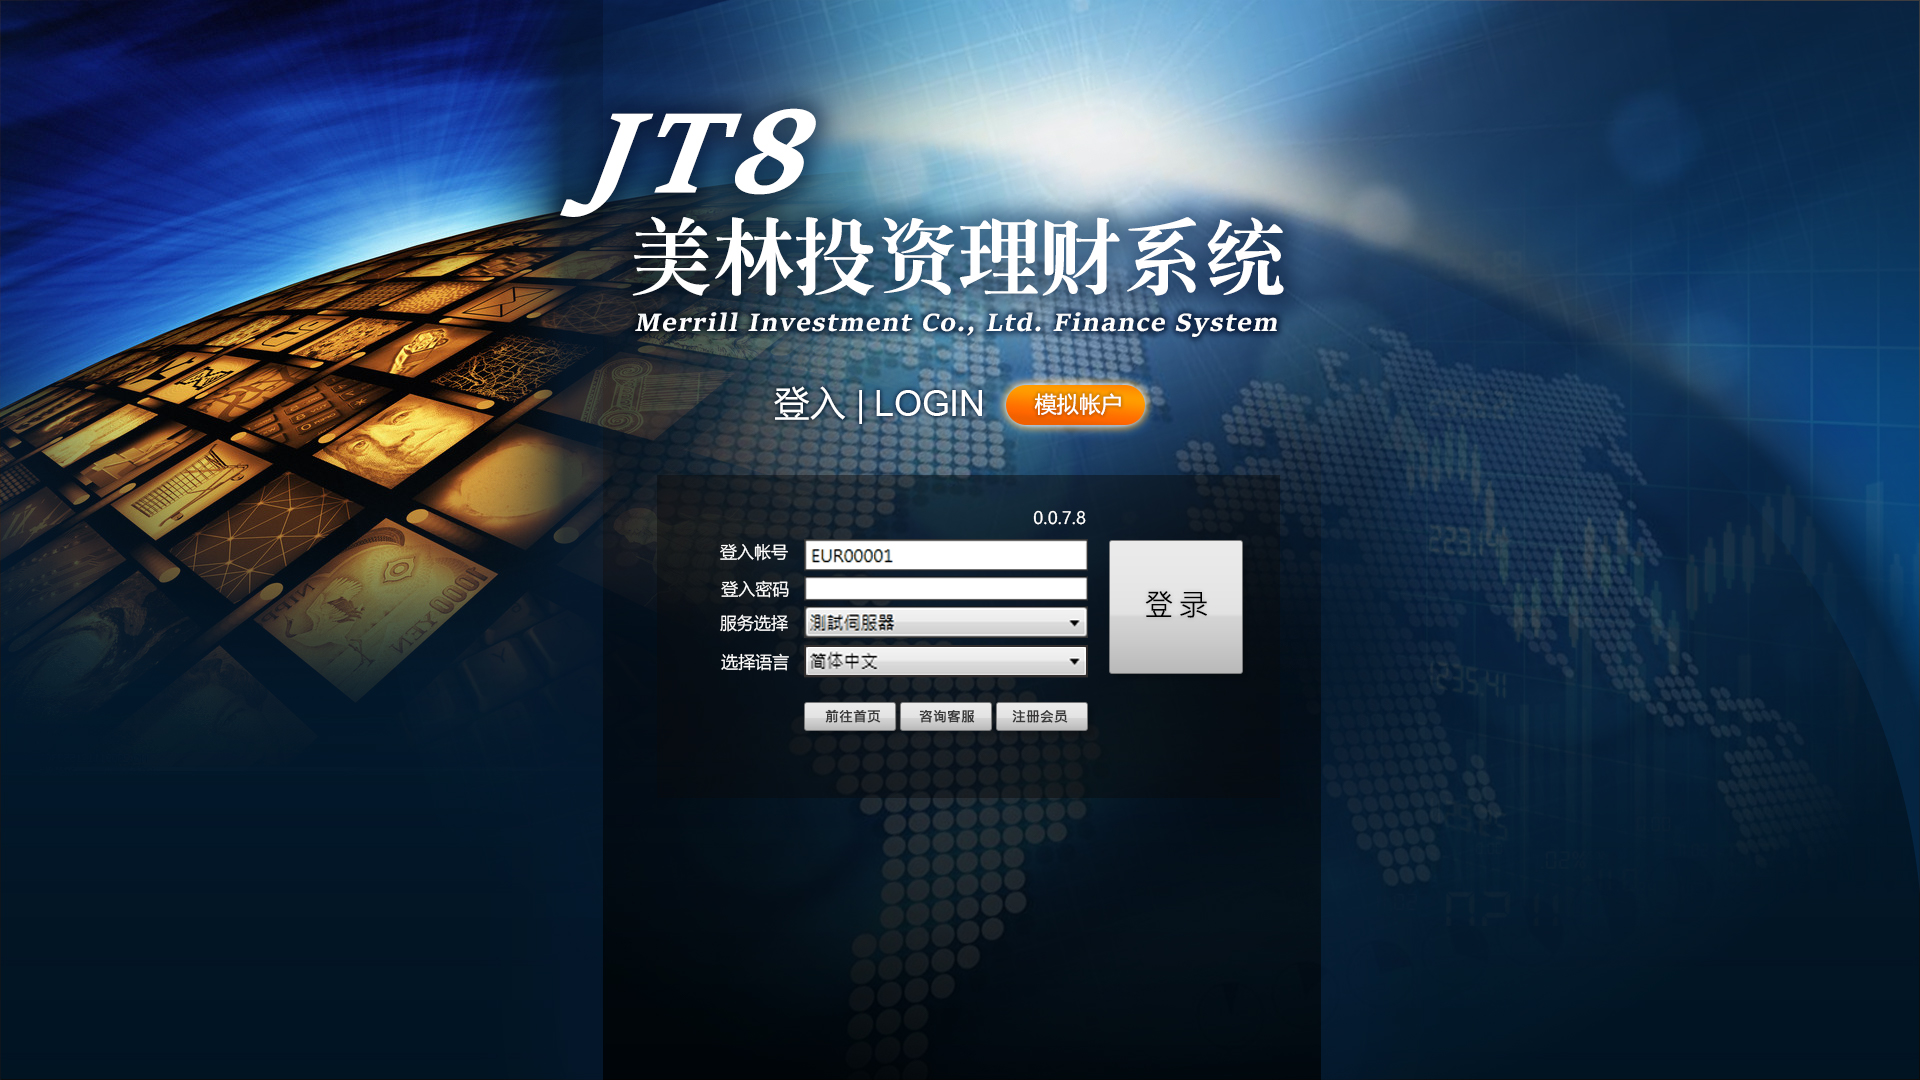 JT8
美林投资理财系统
Merrill Investment Co., Ltd. Finance System
登入 | LOGIN 模拟帐户
0.0.7.8
登入帐号 EUR00001
登入密码
服务选择 測試伺服器
选择语言 简体中文
登 录
前往首页 咨询客服 注册会员